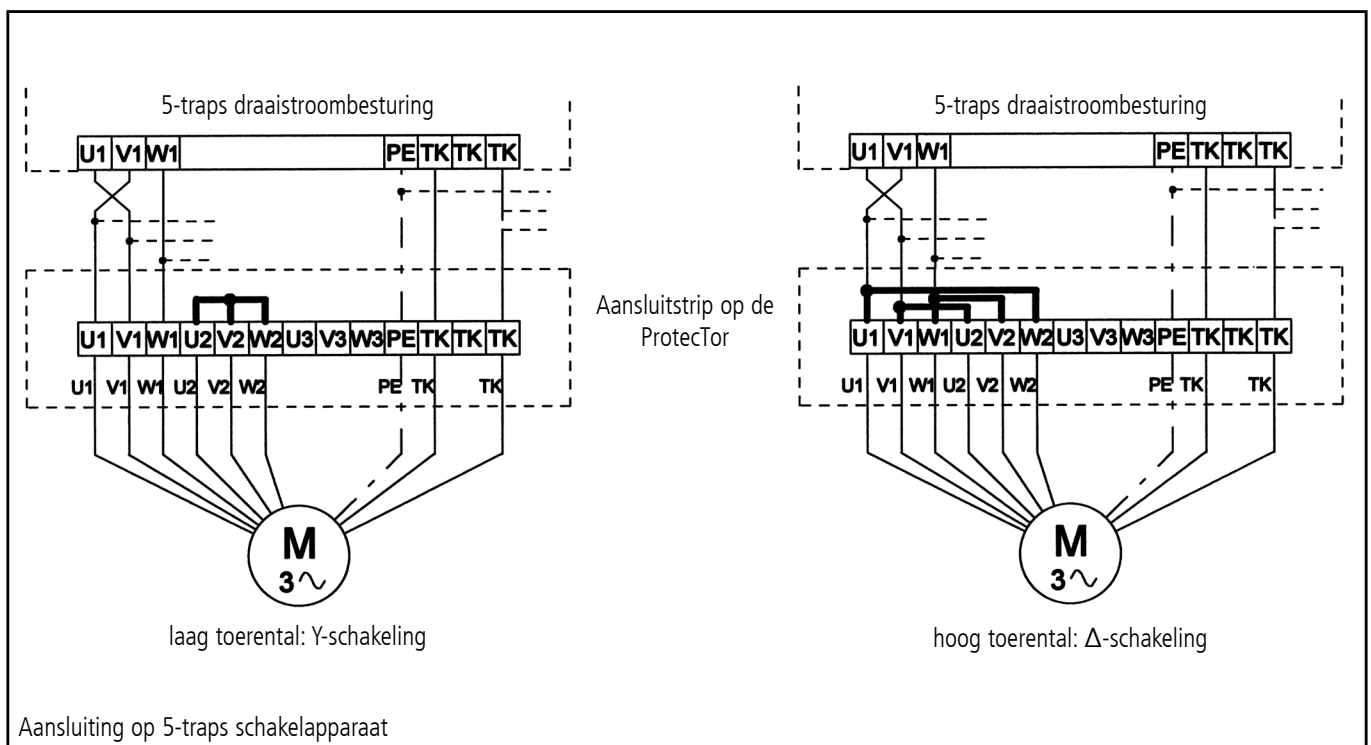 5-traps draaistroombesturing
U1 V1 W1 PE TK TK TK
Aansluitstrip op de
ProtecTor
U1 V1 W1 U2 V2 W2 U3 V3 W3 PE TK TK TK
U1 V1 W1 U2 V2 W2 PE TK TK
M
3
laag toerental: Y-schakeling
5-traps draaistroombesturing
U1 V1 W1 PE TK TK TK
U1 V1 W1 U2 V2 W2 U3 V3 W3 PE TK TK TK
U1 V1 W1 U2 V2 W2 PE TK TK
M
3
hoog toerental: Δ-schakeling
Aansluiting op 5-traps schakelapparaat